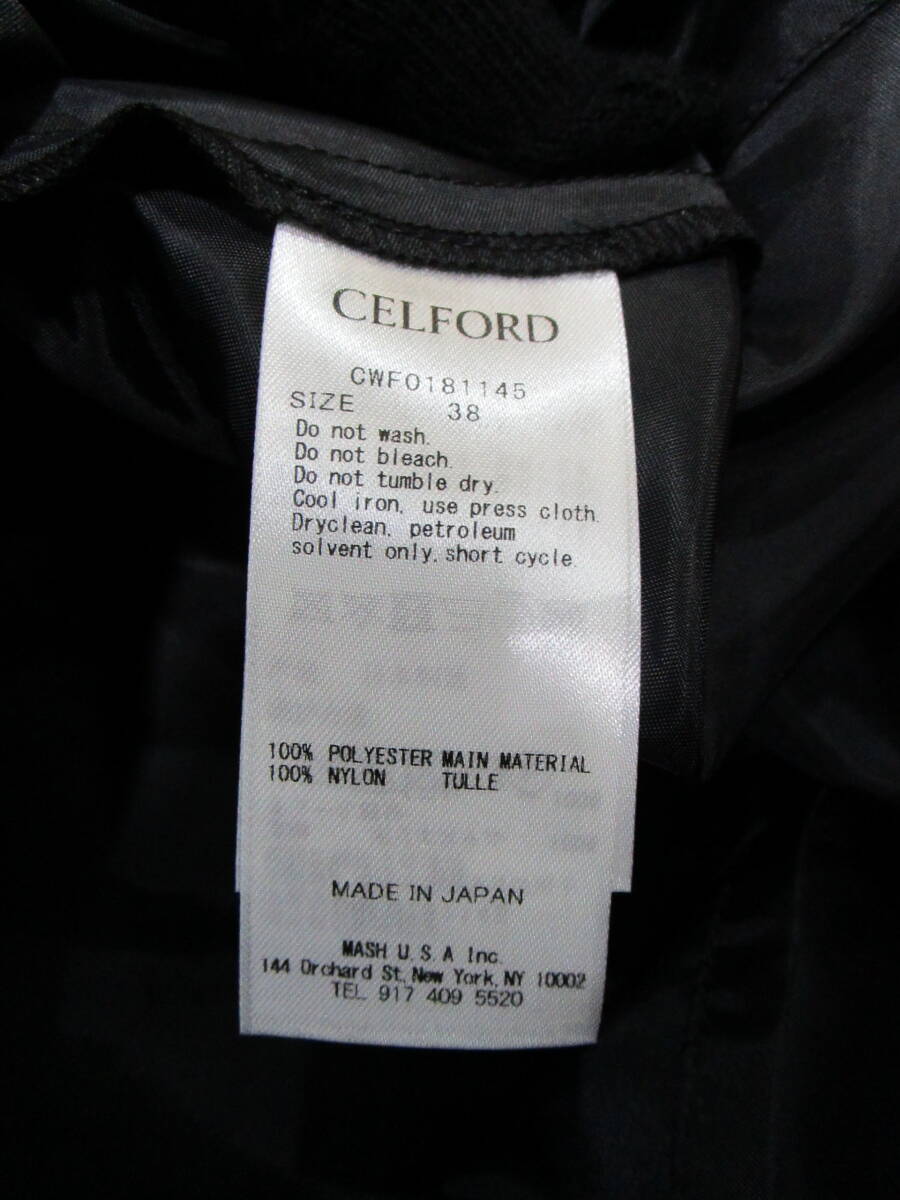 CELFORD
CWF0181145
SIZE 38
Do not wash.
Do not bleach.
Do not tumble dry.
Cool iron, use press cloth.
Dryclean, petroleum
solvent only, short cycle.
100% POLYESTER MAIN MATERIAL
100% NYLON TULLE
MADE IN JAPAN
MASH U.S.A Inc.
144 Orchard St, New York, NY 10002
TEL 917 409 5520